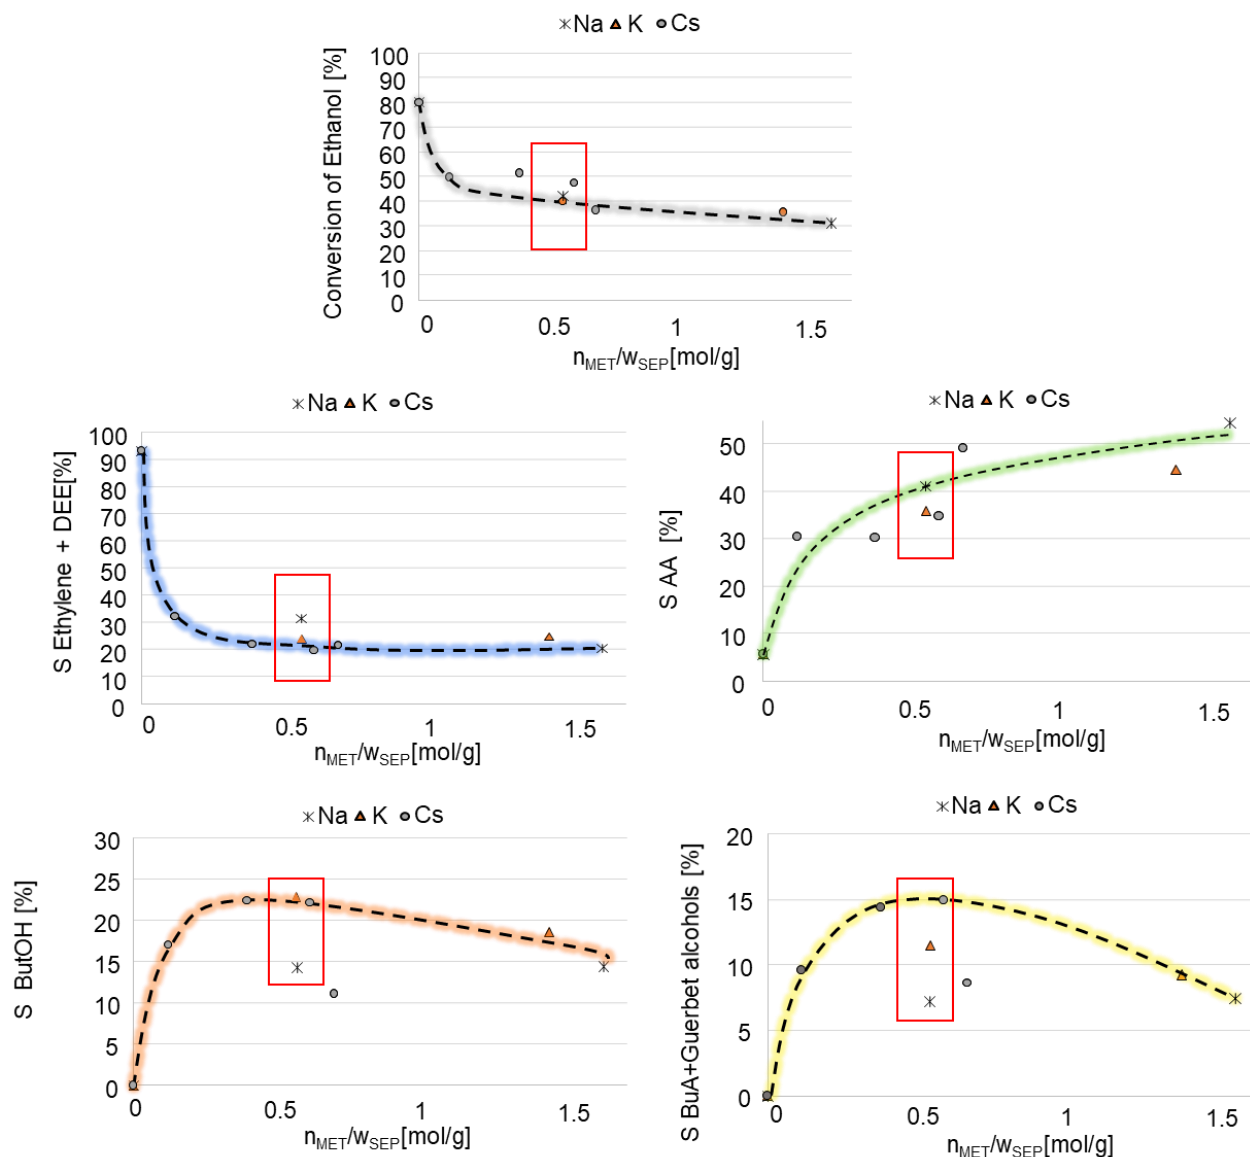 Na K Cs
Conversion of Ethanol [%]
100
90
80
70
60
50
40
30
20
10
0
0 0.5 1 1.5
nMET/wSEP[mol/g]
Na K Cs
S Ethylene + DEE[%]
100
90
80
70
60
50
40
30
20
10
0
0 0.5 1 1.5
nMET/wSEP[mol/g]
Na K Cs
S AA [%]
50
40
30
20
10
0
0 0.5 1 1.5
nMET/wSEP[mol/g]
Na K Cs
S ButOH [%]
30
25
20
15
10
5
0
0 0.5 1 1.5
nMET/wSEP[mol/g]
Na K Cs
S BuA+Guerbet alcohols [%]
20
15
10
5
0
0 0.5 1 1.5
nMET/wSEP[mol/g]